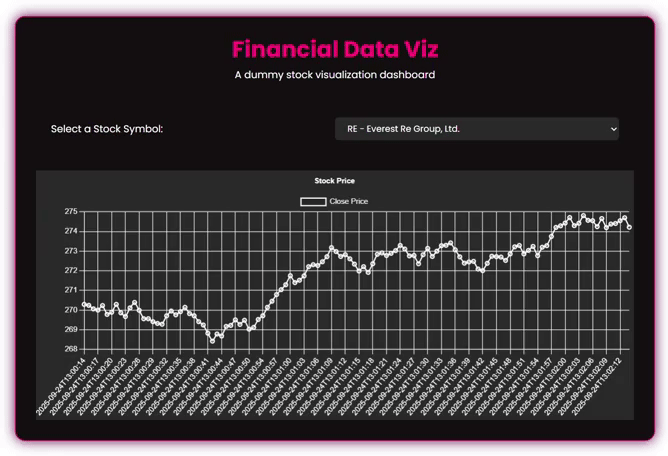 Financial Data Viz
A dummy stock visualization dashboard
Select a Stock Symbol:
RE - Everest Re Group, Ltd.
Stock Price
Close Price
275
274
273
272
271
270
269
268
2025-09-24T13:00:14
2025-09-24T13:00:17
2025-09-24T13:00:20
2025-09-24T13:00:23
2025-09-24T13:00:26
2025-09-24T13:00:29
2025-09-24T13:00:32
2025-09-24T13:00:35
2025-09-24T13:00:38
2025-09-24T13:00:41
2025-09-24T13:00:44
2025-09-24T13:00:47
2025-09-24T13:00:50
2025-09-24T13:00:54
2025-09-24T13:00:57
2025-09-24T13:01:00
2025-09-24T13:01:03
2025-09-24T13:01:06
2025-09-24T13:01:09
2025-09-24T13:01:12
2025-09-24T13:01:15
2025-09-24T13:01:18
2025-09-24T13:01:21
2025-09-24T13:01:24
2025-09-24T13:01:27
2025-09-24T13:01:30
2025-09-24T13:01:33
2025-09-24T13:01:36
2025-09-24T13:01:39
2025-09-24T13:01:42
2025-09-24T13:01:45
2025-09-24T13:01:48
2025-09-24T13:01:51
2025-09-24T13:01:54
2025-09-24T13:01:57
2025-09-24T13:02:00
2025-09-24T13:02:03
2025-09-24T13:02:06
2025-09-24T13:02:09
2025-09-24T13:02:12